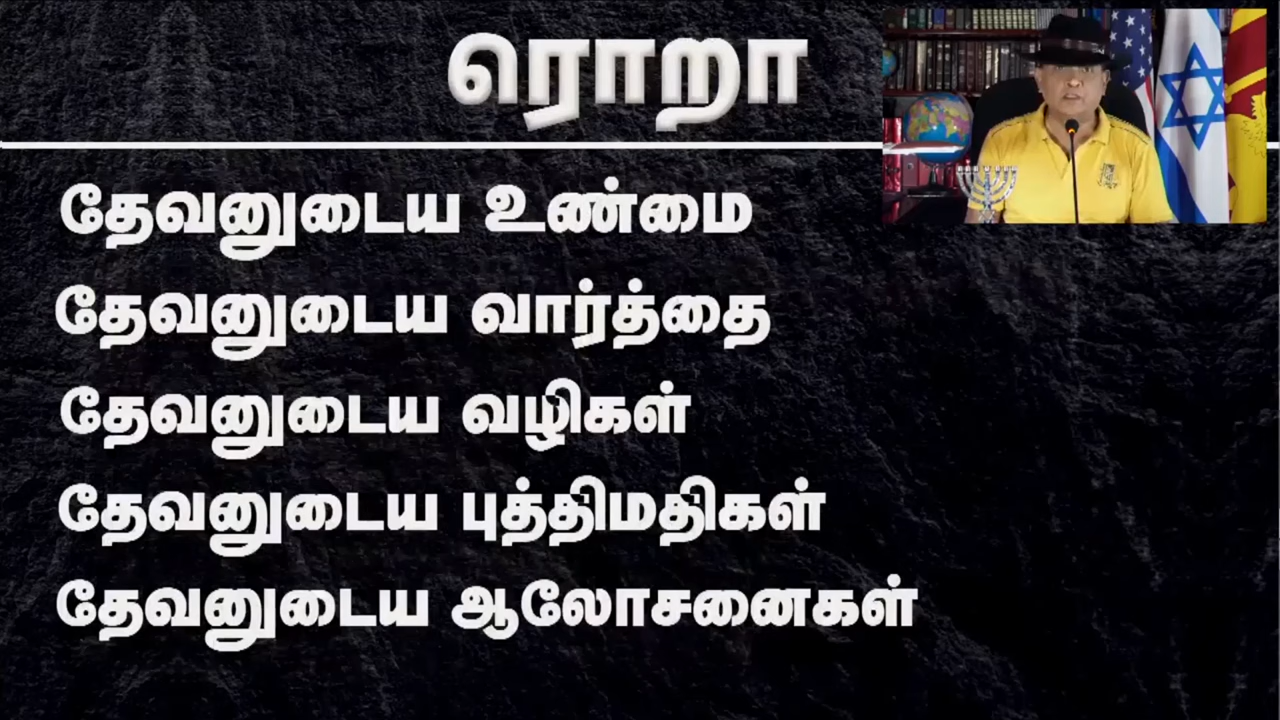 ரொறா
தேவனுடைய உண்மை
தேவனுடைய வார்த்தை
தேவனுடைய வழிகள்
தேவனுடைய புத்திமதிகள்
தேவனுடைய ஆலோசனைகள்